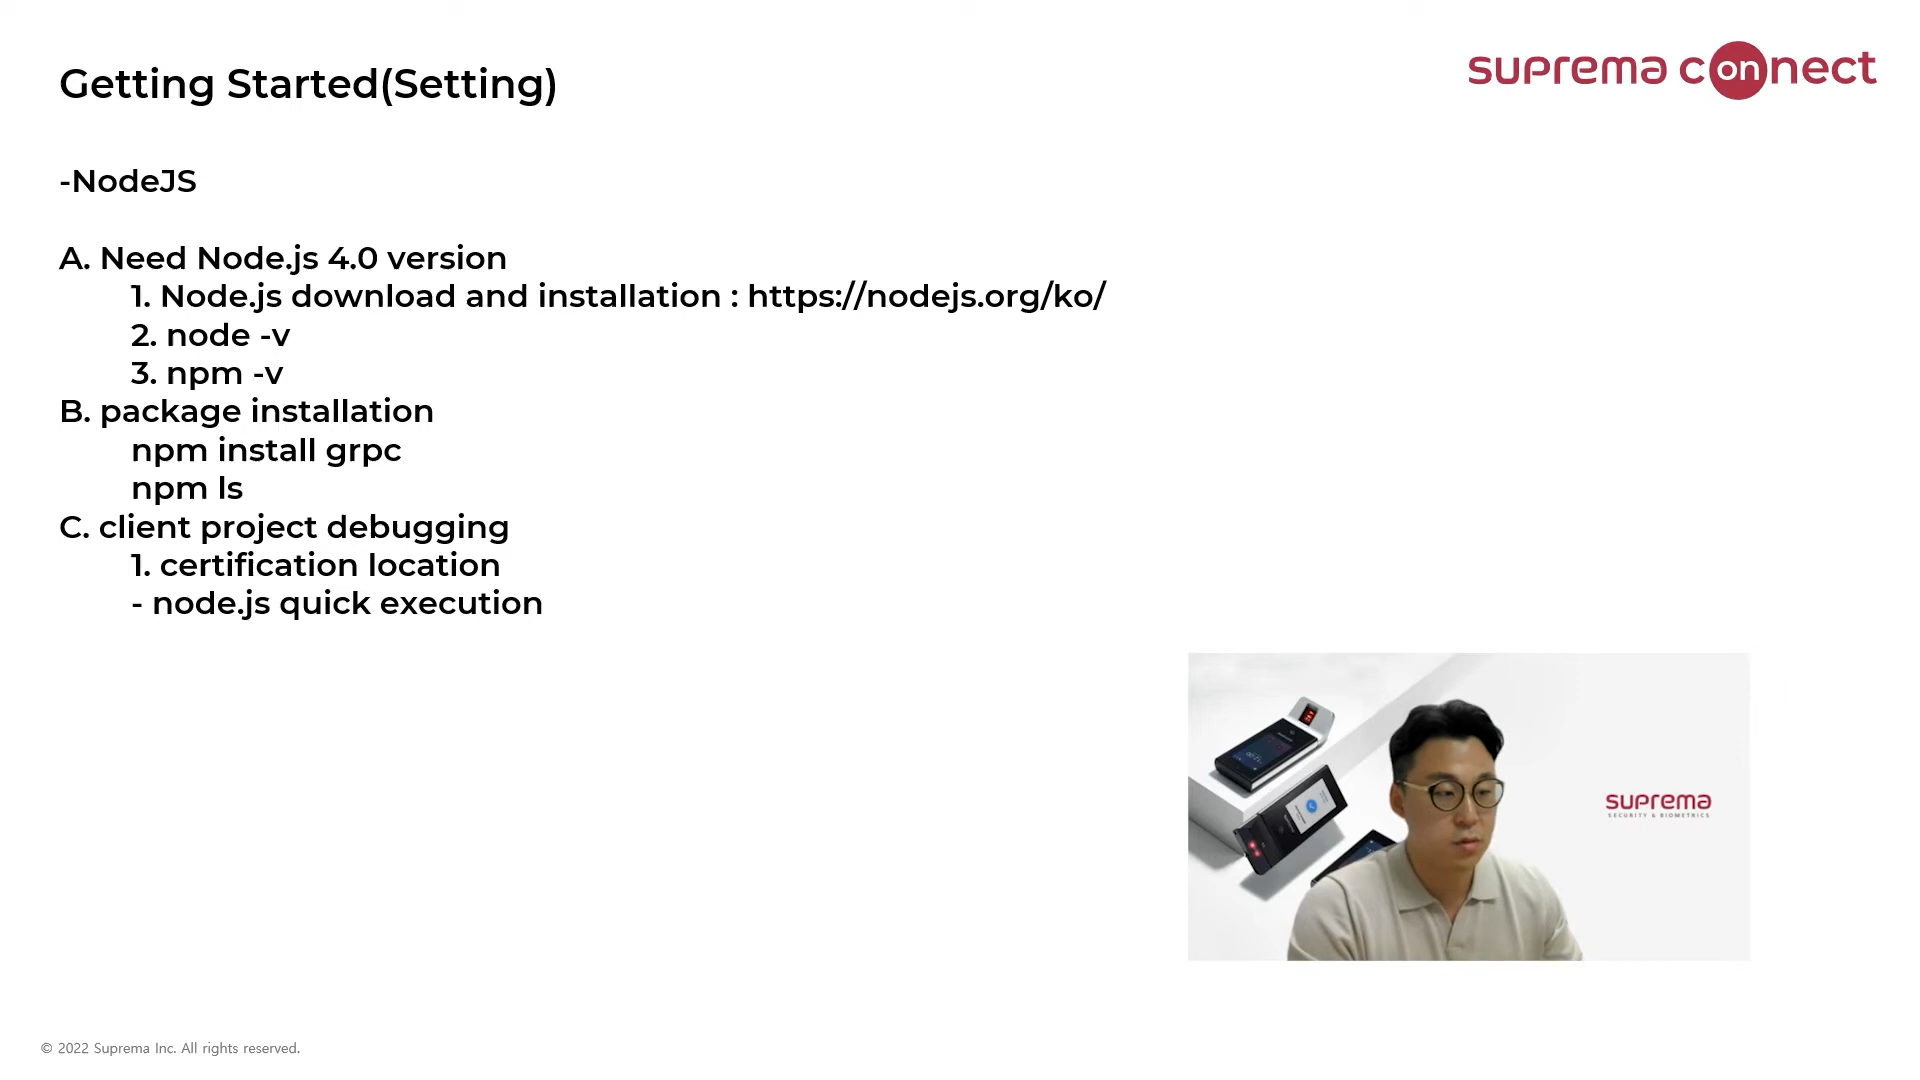 Getting Started(Setting)
suprema connect
-NodeJS
A. Need Node.js 4.0 version
1. Node.js download and installation : https://nodejs.org/ko/
2. node -v
3. npm -v
B. package installation
npm install grpc
npm ls
C. client project debugging
1. certification location
- node.js quick execution
suprema
SECURITY & BIOMETRICS
© 2022 Suprema Inc. All rights reserved.